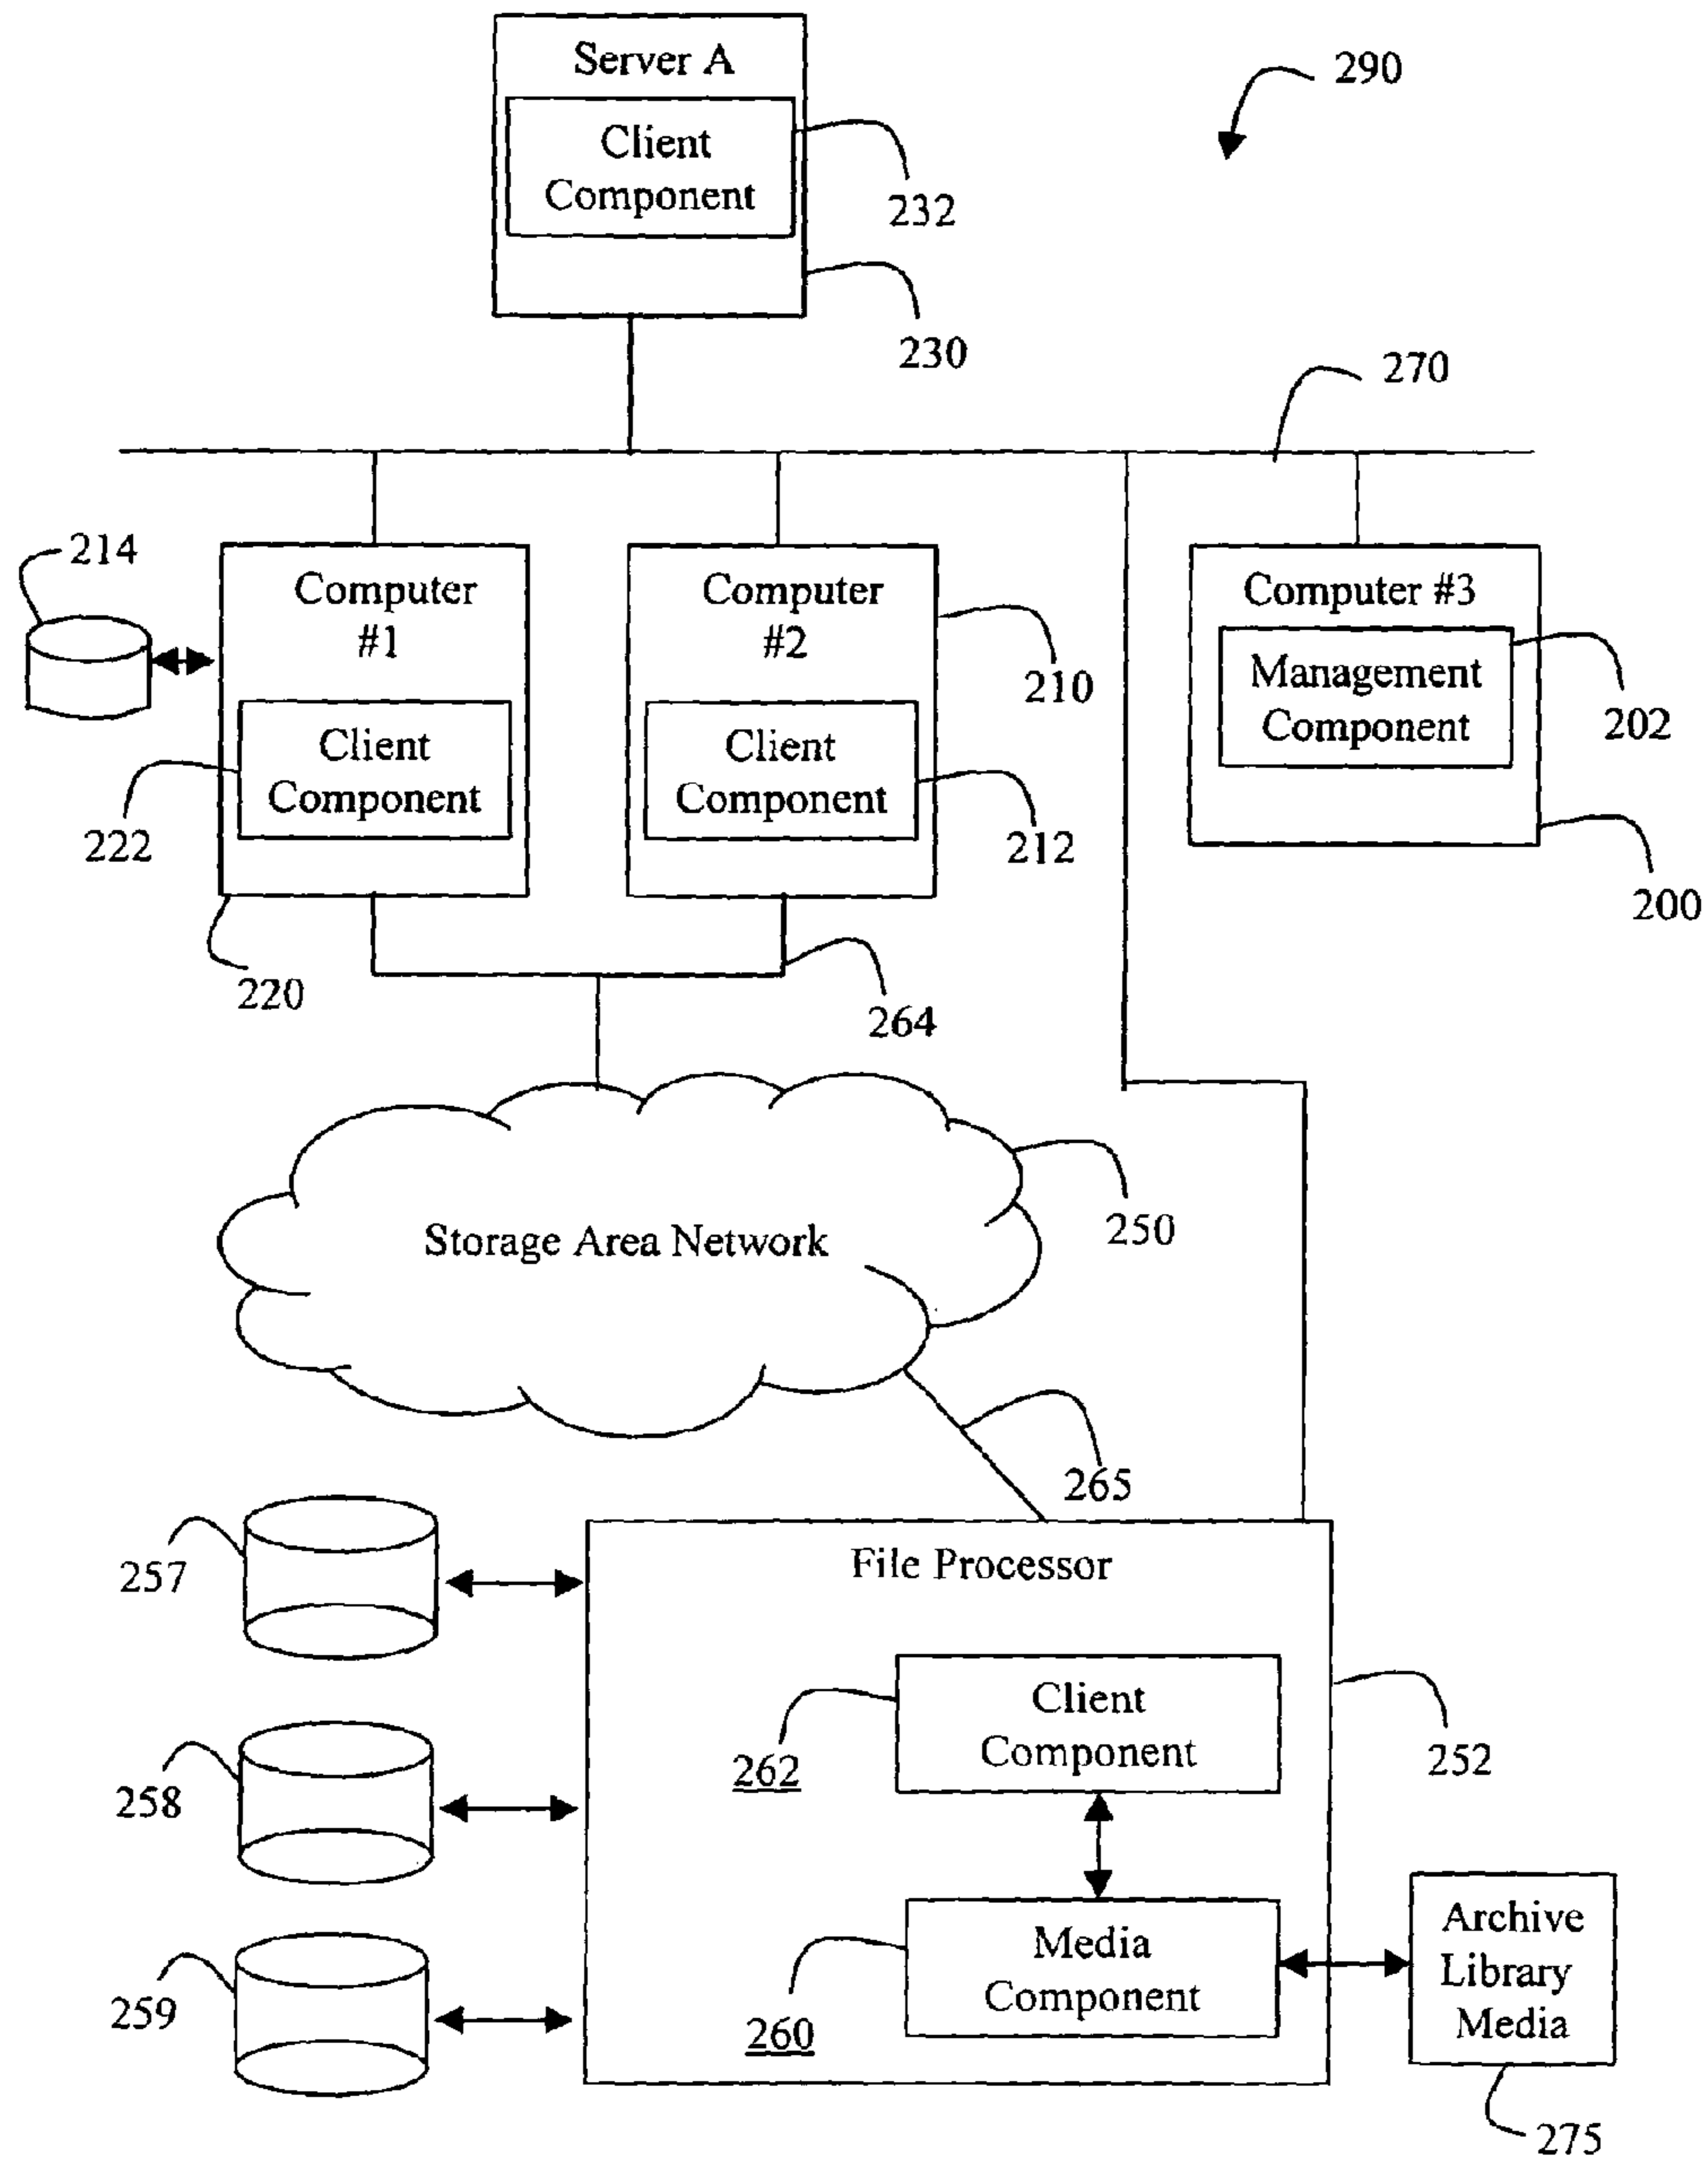 Server A
290
Client
Component
232
230
270
214
Computer
#1
Computer
#2
Computer #3
210
Management
Component
202
Client
Component
Client
Component
222
212
200
220
264
250
Storage Area Network
265
257
File Processor
Client
Component
262
252
258
Archive
Library
Media
Media
Component
259
260
275